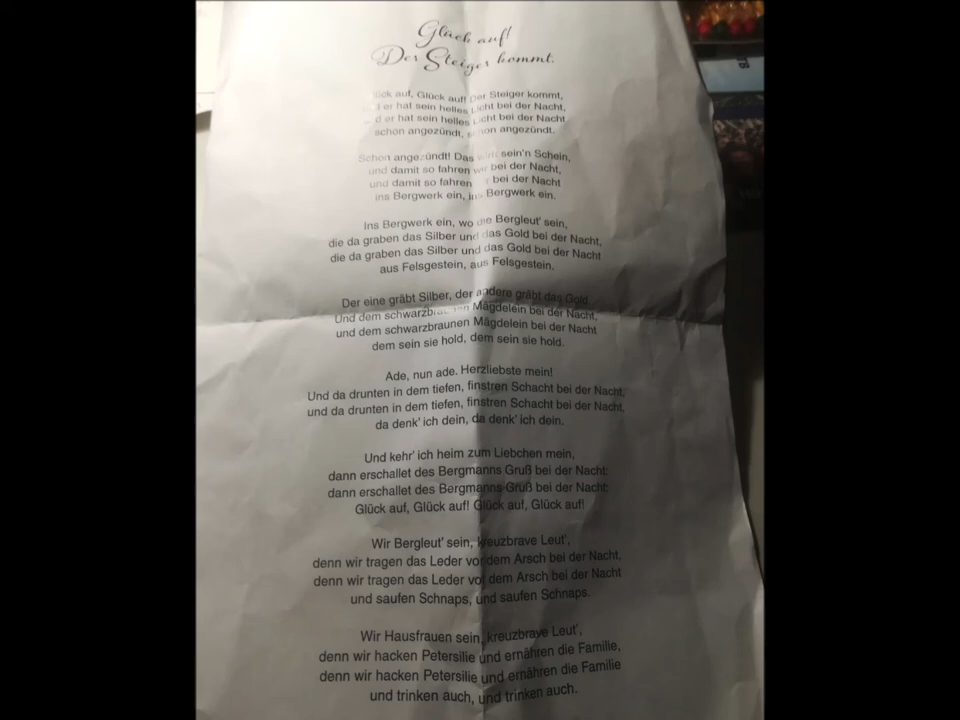 Glück auf!
Der Steiger kommt.
auf, Glück auf! Der Steiger kommt,
er hat sein helles Licht bei der Nacht,
er hat sein helles Licht bei der Nacht
schon angezündt, schon angezündt.
Schon angezündt! Das sein'n Schein,
und damit so fahren wir bei der Nacht,
und damit so fahren bei der Nacht
ins Bergwerk ein, ins Bergwerk ein.
Ins Bergwerk ein, wo die Bergleut' sein,
die da graben das Silber und das Gold bei der Nacht,
die da graben das Silber und das Gold bei der Nacht
aus Felsgestein, aus Felsgestein.
Der eine gräbt Silber, der andere gräbt das Gold.
Und dem schwarzbraunen Mägdelein bei der Nacht,
und dem schwarzbraunen Mägdelein bei der Nacht
dem sein sie hold, dem sein sie hold.
Ade, nun ade. Herzliebste mein!
Und da drunten in dem tiefen, finstren Schacht bei der Nacht,
und da drunten in dem tiefen, finstren Schacht bei der Nacht,
da denk' ich dein, da denk' ich dein.
Und kehr' ich heim zum Liebchen mein,
dann erschallet des Bergmanns Gruß bei der Nacht:
dann erschallet des Bergmanns Gruß bei der Nacht:
Glück auf, Glück auf! Glück auf, Glück auf!
Wir Bergleut' sein, kreuzbrave Leut',
denn wir tragen das Leder vor dem Arsch bei der Nacht,
denn wir tragen das Leder vor dem Arsch bei der Nacht
und saufen Schnaps, und saufen Schnaps.
Wir Hausfrauen sein, kreuzbrave Leut',
denn wir hacken Petersilie und ernähren die Familie,
denn wir hacken Petersilie und ernähren die Familie
und trinken auch, und trinken auch.